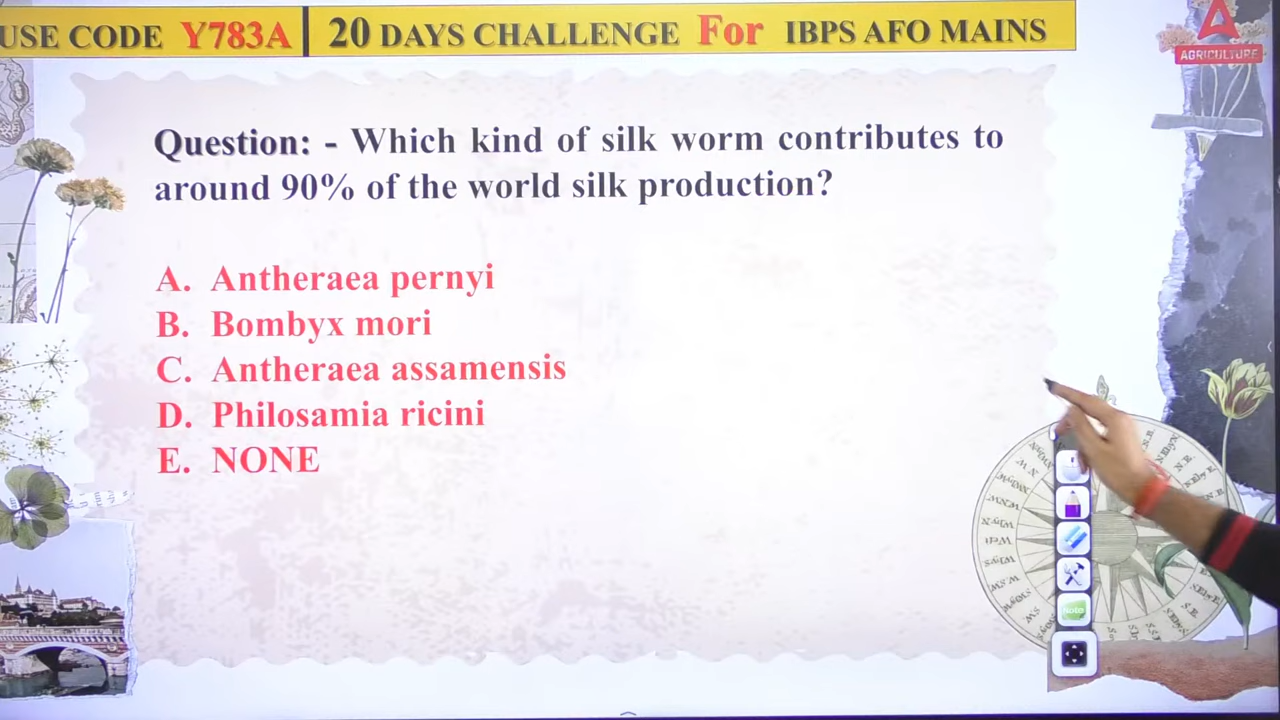 USE CODE Y783A 20 DAYS CHALLENGE For IBPS AFO MAINS
AGRICULTURE
Question: - Which kind of silk worm contributes to
around 90% of the world silk production?
A. Antheraea pernyi
B. Bombyx mori
C. Antheraea assamensis
D. Philosamia ricini
E. NONE
Note